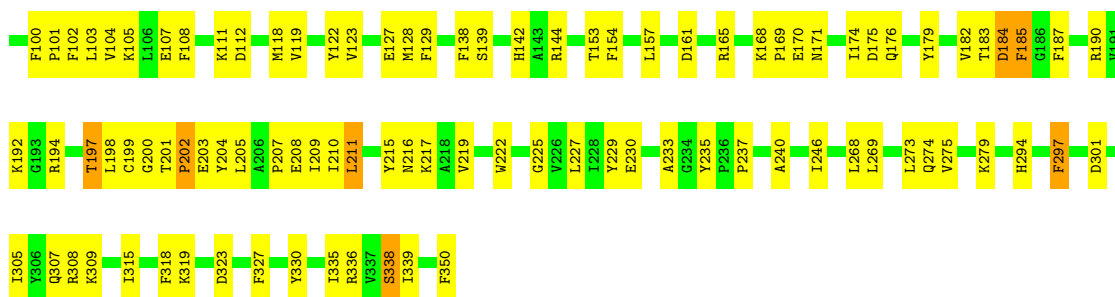 F100 P101 F102 L103 V104 K105 L106 E107 F108 K111 D112 M118 V119 Y122 V123 E127 M128 F129 F138 S139 H142 A143 R144 T153 F154 L157 D161 R165 K168 P169 E170 N171 I174 D175 Q176 Y179 V182 T183 D184 F185 G186 F187 R190
K192 G193 R194 T197 L198 C199 G200 T201 P202 E203 Y204 L205 A206 P207 E208 I209 I210 L211 Y215 N216 K217 A218 V219 W222 G225 V226 L227 I228 Y229 E230 A233 G234 Y235 P236 P237 A240 I246 L268 L269 L273 Q274 V275 K279 H294 F297 D301
I305 Y306 Q307 R308 K309 I315 F318 K319 D323 F327 Y330 I335 R336 V337 S338 I339 F350